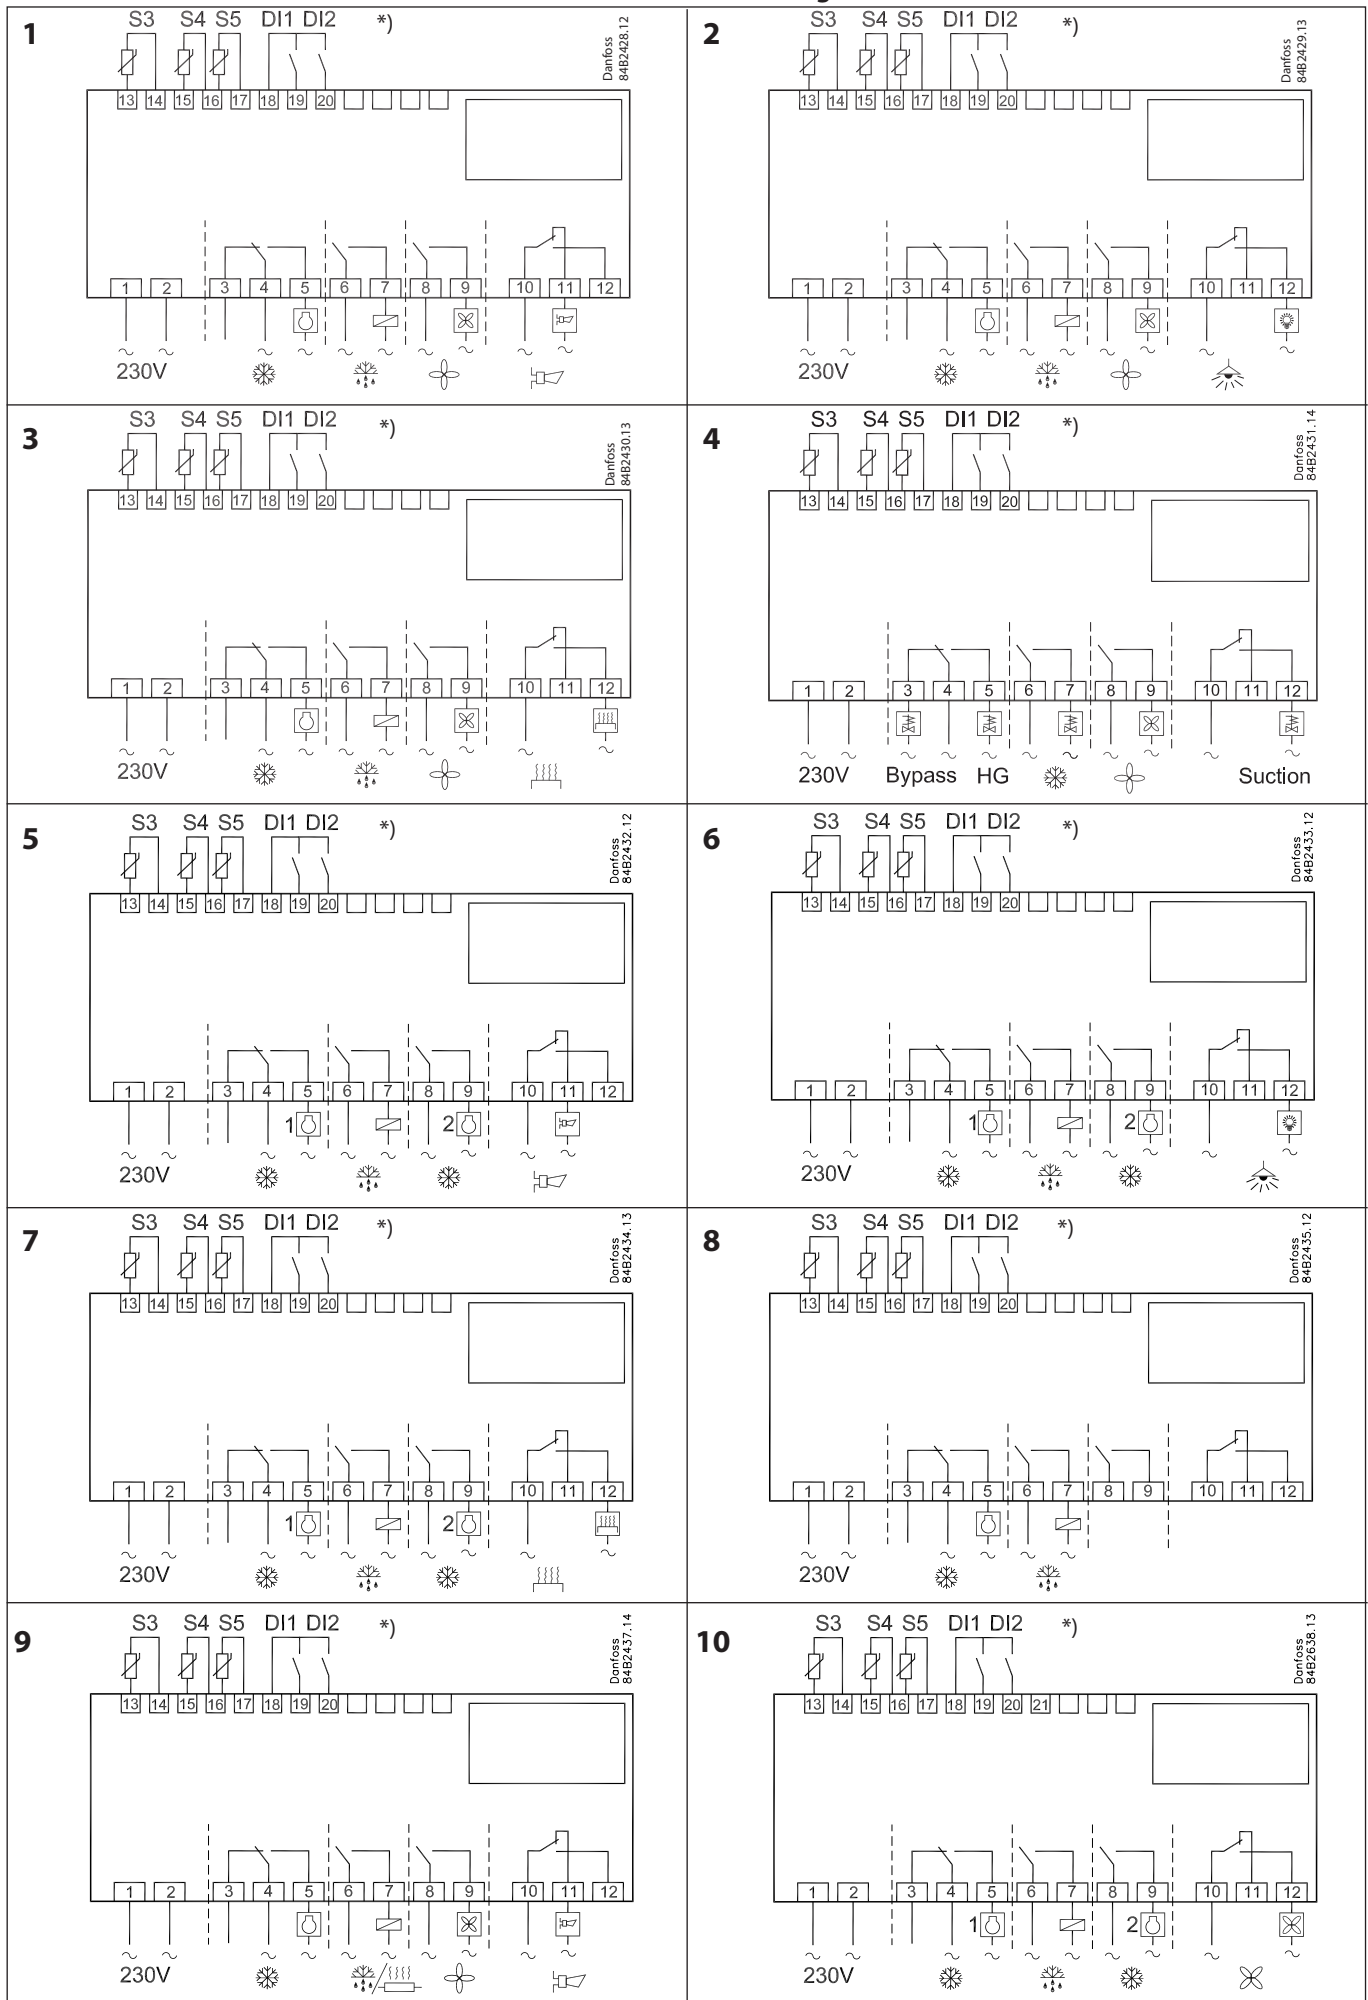 1
S3 S4 S5 DI1 DI2 *)
Danfoss
84B2428.12
13 14 15 16 17 18 19 20
1 2 3 4 5 6 7 8 9 10 11 12
230V
2
S3 S4 S5 DI1 DI2 *)
Danfoss
84B2429.13
13 14 15 16 17 18 19 20
1 2 3 4 5 6 7 8 9 10 11 12
230V
3
S3 S4 S5 DI1 DI2 *)
Danfoss
84B2430.13
13 14 15 16 17 18 19 20
1 2 3 4 5 6 7 8 9 10 11 12
230V
4
S3 S4 S5 DI1 DI2 *)
Danfoss
84B2431.14
13 14 15 16 17 18 19 20
1 2 3 4 5 6 7 8 9 10 11 12
230V Bypass HG Suction
5
S3 S4 S5 DI1 DI2 *)
Danfoss
84B2432.12
13 14 15 16 17 18 19 20
1 2 3 4 5 6 7 8 9 10 11 12
1 2
230V
6
S3 S4 S5 DI1 DI2 *)
Danfoss
84B2433.12
13 14 15 16 17 18 19 20
1 2 3 4 5 6 7 8 9 10 11 12
1 2
230V
7
S3 S4 S5 DI1 DI2 *)
Danfoss
84B2434.13
13 14 15 16 17 18 19 20
1 2 3 4 5 6 7 8 9 10 11 12
1 2
230V
8
S3 S4 S5 DI1 DI2 *)
Danfoss
84B2435.12
13 14 15 16 17 18 19 20
1 2 3 4 5 6 7 8 9 10 11 12
230V
9
S3 S4 S5 DI1 DI2 *)
Danfoss
84B2437.14
13 14 15 16 17 18 19 20
1 2 3 4 5 6 7 8 9 10 11 12
230V
10
S3 S4 S5 DI1 DI2 *)
Danfoss
84B2638.13
13 14 15 16 17 18 19 20 21
1 2 3 4 5 6 7 8 9 10 11 12
1 2
230V